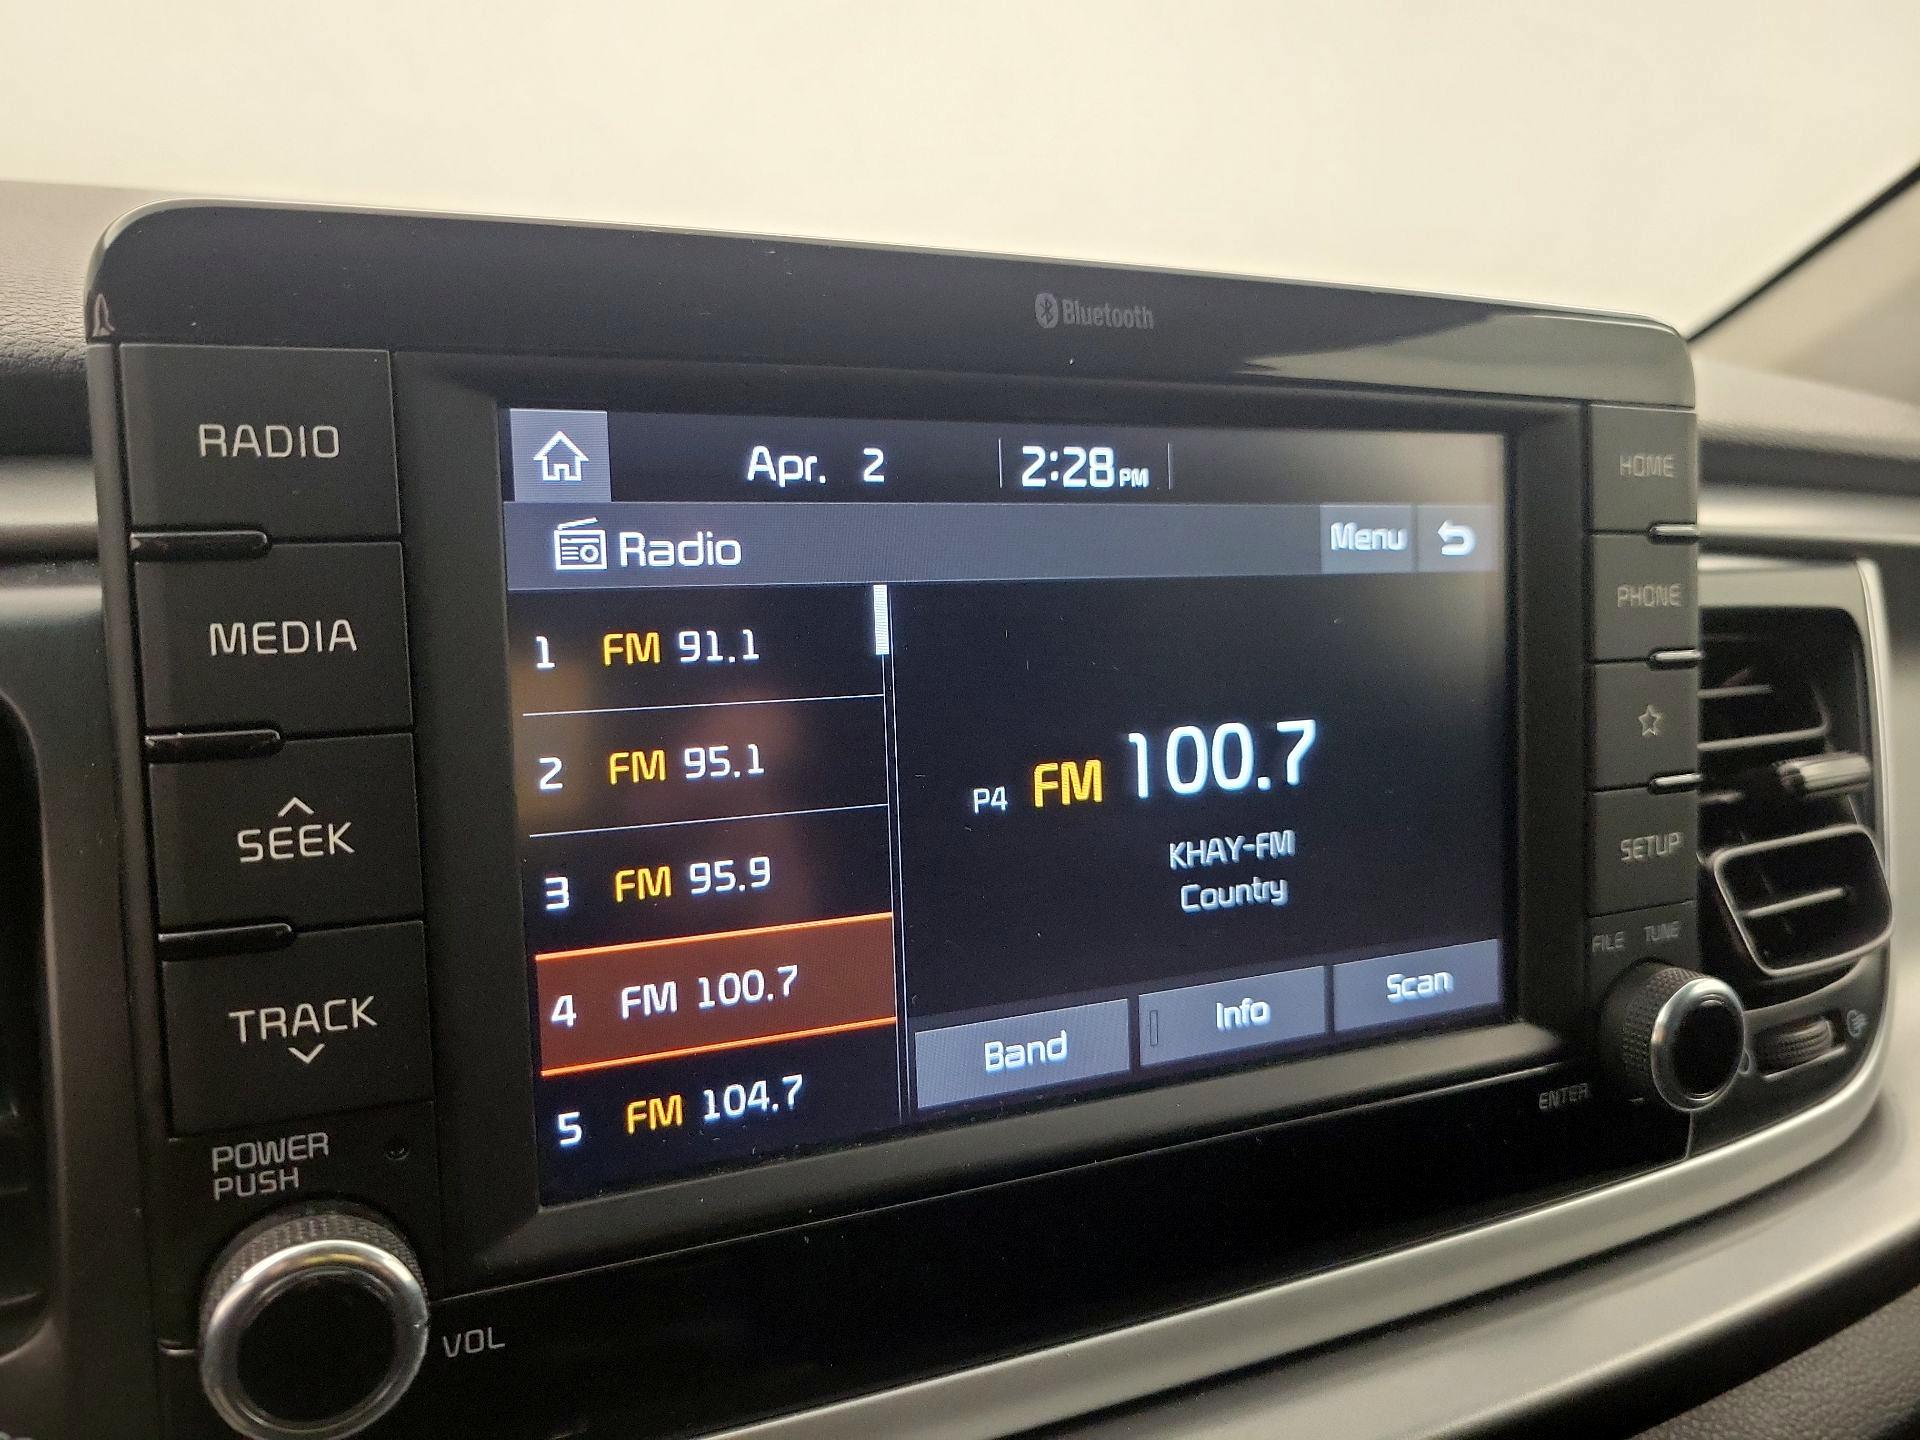 Bluetooth
RADIO
MEDIA
SEEK
TRACK
POWER
PUSH
VOL
Apr. 2
2:28 PM
Radio
Menu
1 FM 91.1
2 FM 95.1
3 FM 95.9
4 FM 100.7
5 FM 104.7
P4 FM 100.7
KHAY-FM
Country
Band
Info
Scan
HOME
PHONE
SETUP
FILE TUNE
ENTER